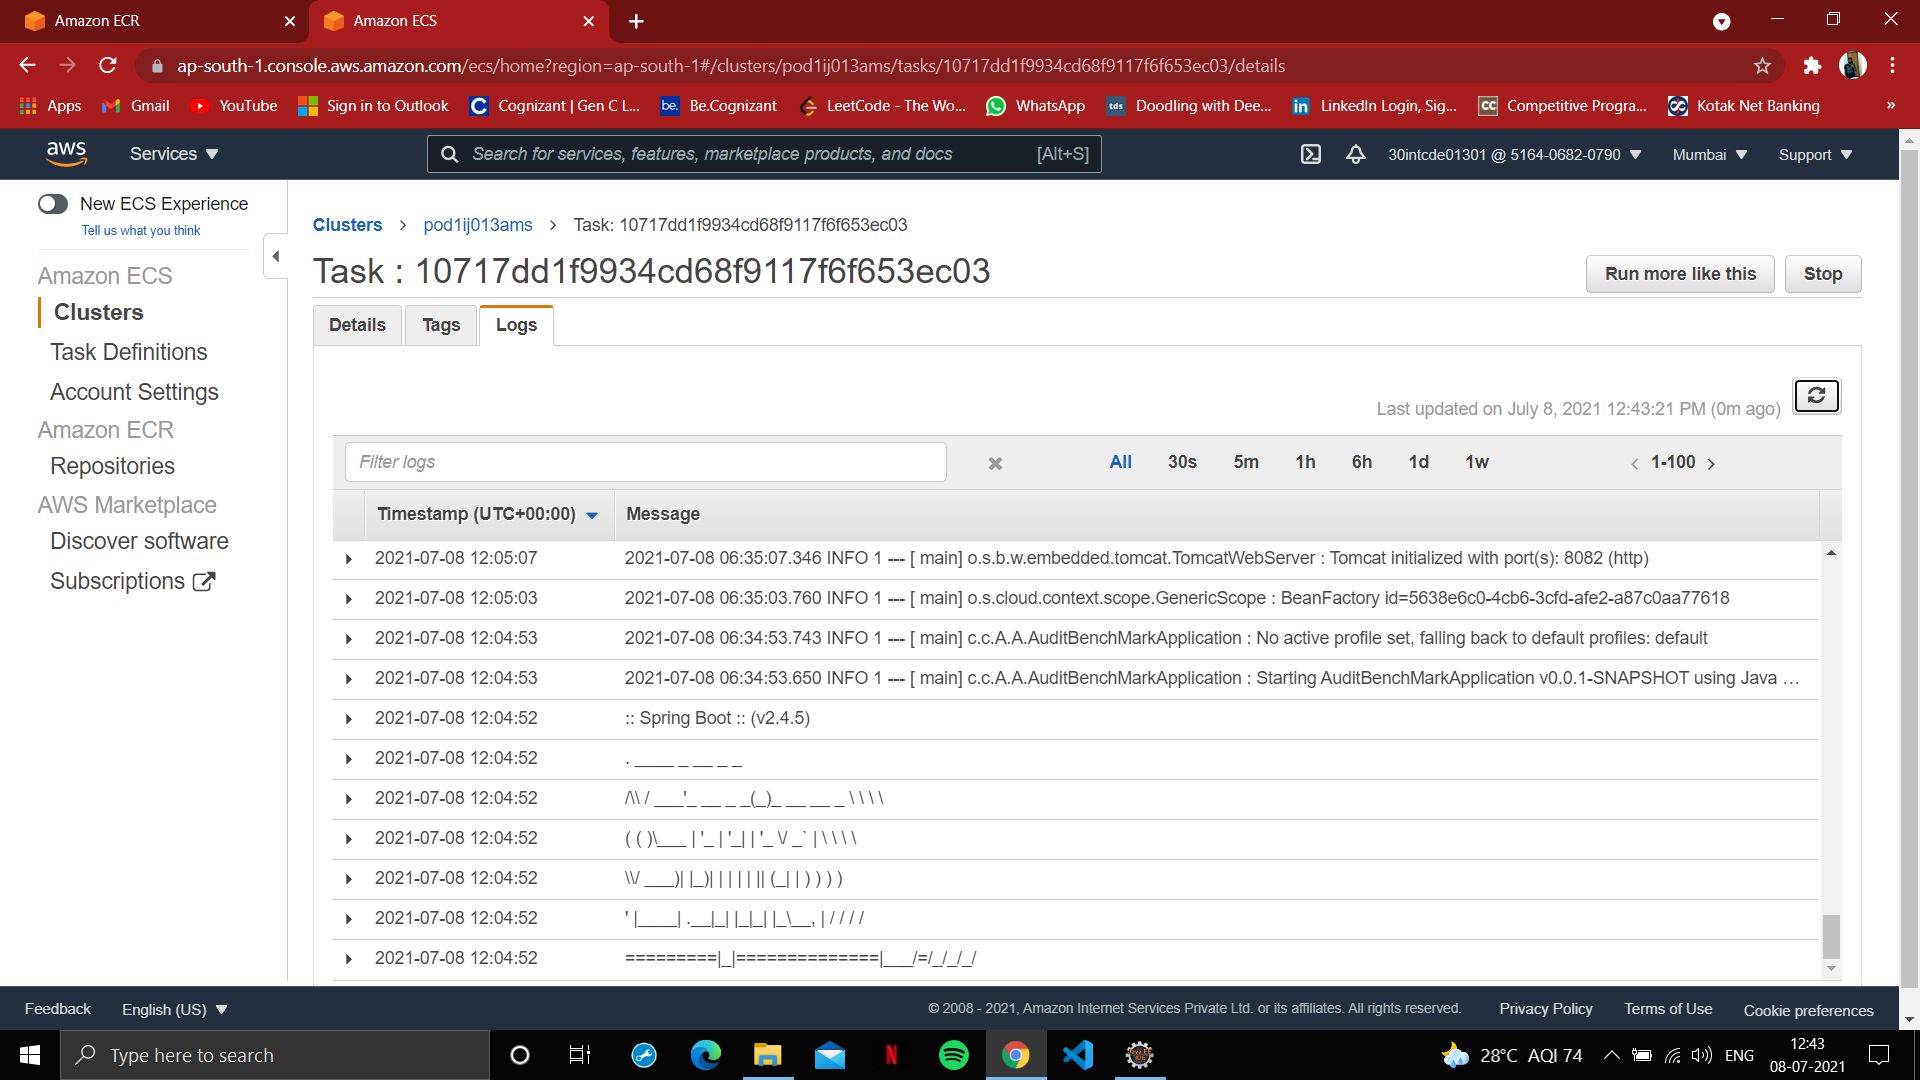 Amazon ECR
Amazon ECS
ap-south-1.console.aws.amazon.com/ecs/home?region=ap-south-1#/clusters/pod1ij013ams/tasks/10717dd1f9934cd68f9117f6f653ec03/details
Apps
Gmail
YouTube
Sign in to Outlook
Cognizant | Gen C L...
Be.Cognizant
LeetCode - The Wo...
WhatsApp
Doodling with Dee...
LinkedIn Login, Sig...
Competitive Progra...
Kotak Net Banking
»
aws
Services
Search for services, features, marketplace products, and docs [Alt+S]
30intcde01301 @ 5164-0682-0790
Mumbai
Support
New ECS Experience
Tell us what you think
Amazon ECS
Clusters
Task Definitions
Account Settings
Amazon ECR
Repositories
AWS Marketplace
Discover software
Subscriptions
Clusters > pod1ij013ams > Task: 10717dd1f9934cd68f9117f6f653ec03
Task : 10717dd1f9934cd68f9117f6f653ec03
Run more like this
Stop
Details
Tags
Logs
Last updated on July 8, 2021 12:43:21 PM (0m ago)
Filter logs
All 30s 5m 1h 6h 1d 1w
1-100
Timestamp (UTC+00:00) Message
2021-07-08 12:05:07 2021-07-08 06:35:07.346 INFO 1 --- [ main] o.s.b.w.embedded.tomcat.TomcatWebServer : Tomcat initialized with port(s): 8082 (http)
2021-07-08 12:05:03 2021-07-08 06:35:03.760 INFO 1 --- [ main] o.s.cloud.context.scope.GenericScope : BeanFactory id=5638e6c0-4cb6-3cfd-afe2-a87c0aa77618
2021-07-08 12:04:53 2021-07-08 06:34:53.743 INFO 1 --- [ main] c.c.A.A.AuditBenchMarkApplication : No active profile set, falling back to default profiles: default
2021-07-08 12:04:53 2021-07-08 06:34:53.650 INFO 1 --- [ main] c.c.A.A.AuditBenchMarkApplication : Starting AuditBenchMarkApplication v0.0.1-SNAPSHOT using Java ...
2021-07-08 12:04:52 :: Spring Boot :: (v2.4.5)
2021-07-08 12:04:52 . ____ _ __ _ _
2021-07-08 12:04:52 /\\ / ___'_ __ _ _(_)_ __ __ _ \ \ \ \
2021-07-08 12:04:52 ( ( )\___ | '_ | '_| | '_ \/ _` | \ \ \ \
2021-07-08 12:04:52 \\/ ___)| |_)| | | | | || (_| | ) ) ) )
2021-07-08 12:04:52 ' |____| .__|_| |_|_| |_\__, | / / / /
2021-07-08 12:04:52 =========|_|==============|___/=/_/_/_/
Feedback
English (US)
© 2008 - 2021, Amazon Internet Services Private Ltd. or its affiliates. All rights reserved.
Privacy Policy
Terms of Use
Cookie preferences
Type here to search
28°C AQI 74
ENG
12:43
08-07-2021